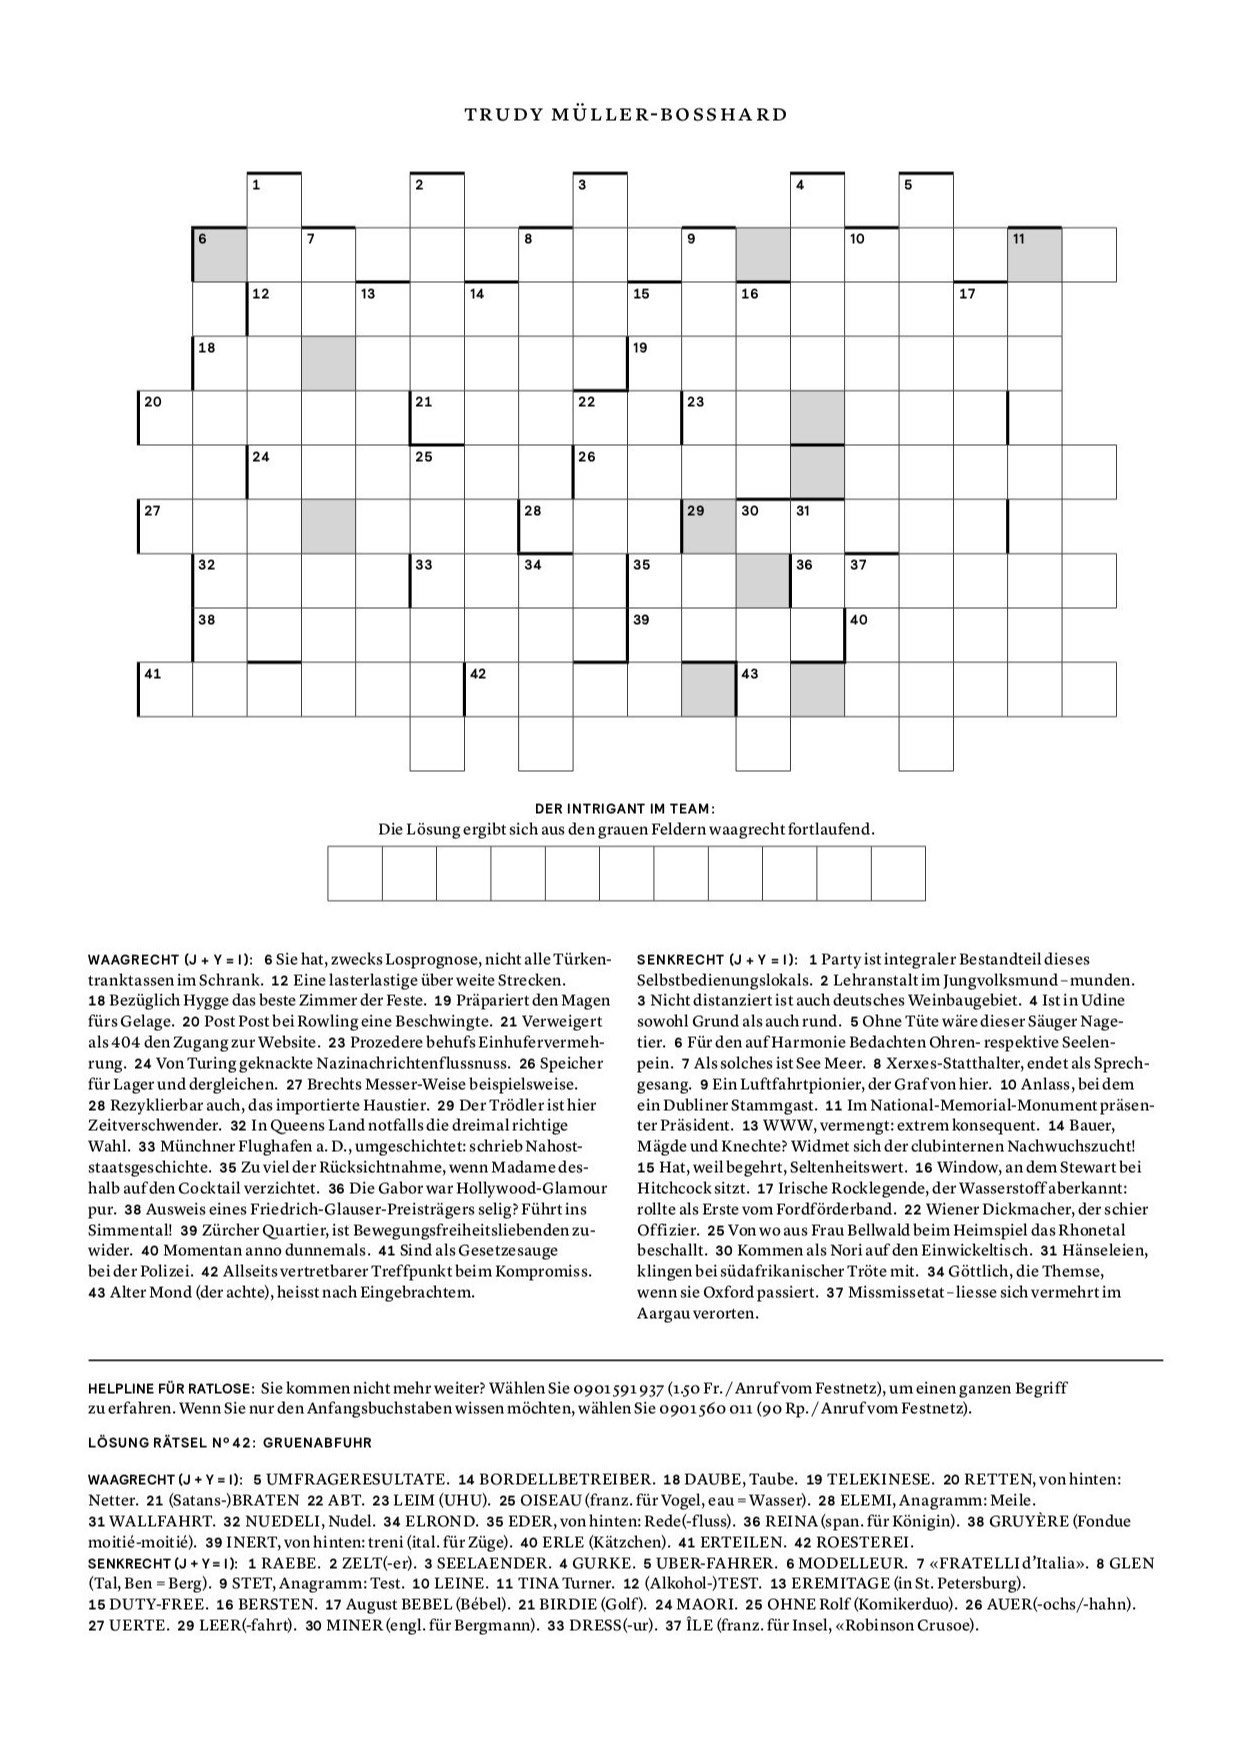 TRUDY MÜLLER-BOSSHARD
1 2 3 4 5
6 7 8 9 10 11
12 13 14 15 16 17
18 19
20 21 22 23
24 25 26
27 28 29 30 31
32 33 34 35 36 37
38 39 40
41 42 43
DER INTRIGANT IM TEAM:
Die Lösung ergibt sich aus den grauen Feldern waagrecht fortlaufend.
WAAGRECHT (J + Y = I): 6 Sie hat, zwecks Losprognose, nicht alle Türken-
tranktassen im Schrank. 12 Eine lasterlastige über weite Strecken.
18 Bezüglich Hygge das beste Zimmer der Feste. 19 Präpariert den Magen
fürs Gelage. 20 Post Post bei Rowling eine Beschwingte. 21 Verweigert
als 404 den Zugang zur Website. 23 Prozedere behufs Einhufervermeh-
rung. 24 Von Turing geknackte Nazinachrichtenflussnuss. 26 Speicher
für Lager und dergleichen. 27 Brechts Messer-Weise beispielsweise.
28 Rezyklierbar auch, das importierte Haustier. 29 Der Trödler ist hier
Zeitverschwender. 32 In Queens Land notfalls die dreimal richtige
Wahl. 33 Münchner Flughafen a. D., umgeschichtet: schrieb Nahost-
staatsgeschichte. 35 Zu viel der Rücksichtnahme, wenn Madame des-
halb auf den Cocktail verzichtet. 36 Die Gabor war Hollywood-Glamour
pur. 38 Ausweis eines Friedrich-Glauser-Preisträgers selig? Führt ins
Simmental! 39 Zürcher Quartier, ist Bewegungsfreiheitsliebenden zu-
wider. 40 Momentan anno dunnemals. 41 Sind als Gesetzesauge
bei der Polizei. 42 Allseits vertretbarer Treffpunkt beim Kompromiss.
43 Alter Mond (der achte), heisst nach Eingebrachtem.
SENKRECHT (J + Y = I): 1 Party ist integraler Bestandteil dieses
Selbstbedienungslokals. 2 Lehranstalt im Jungvolksmund – munden.
3 Nicht distanziert ist auch deutsches Weinbaugebiet. 4 Ist in Udine
sowohl Grund als auch rund. 5 Ohne Tüte wäre dieser Säuger Nage-
tier. 6 Für den auf Harmonie Bedachten Ohren- respektive Seelen-
pein. 7 Als solches ist See Meer. 8 Xerxes-Statthalter, endet als Sprech-
gesang. 9 Ein Luftfahrtpionier, der Graf von hier. 10 Anlass, bei dem
ein Dubliner Stammgast. 11 Im National-Memorial-Monument präsen-
ter Präsident. 13 WWW, vermengt: extrem konsequent. 14 Bauer,
Mägde und Knechte? Widmet sich der clubinternen Nachwuchszucht!
15 Hat, weil begehrt, Seltenheitswert. 16 Window, an dem Stewart bei
Hitchcock sitzt. 17 Irische Rocklegende, der Wasserstoff aberkannt:
rollte als Erste vom Fordförderband. 22 Wiener Dickmacher, der schier
Offizier. 25 Von wo aus Frau Bellwald beim Heimspiel das Rhonetal
beschallt. 30 Kommen als Nori auf den Einwickeltisch. 31 Hänseleien,
klingen bei südafrikanischer Tröte mit. 34 Göttlich, die Themse,
wenn sie Oxford passiert. 37 Missmissetat – liesse sich vermehrt im
Aargau verorten.
HELPLINE FÜR RATLOSE: Sie kommen nicht mehr weiter? Wählen Sie 0901 591 937 (1.50 Fr. / Anruf vom Festnetz), um einen ganzen Begriff
zu erfahren. Wenn Sie nur den Anfangsbuchstaben wissen möchten, wählen Sie 0901 560 011 (90 Rp. / Anruf vom Festnetz).
LÖSUNG RÄTSEL Nº 42: GRUENABFUHR
WAAGRECHT (J + Y = I): 5 UMFRAGERESULTATE. 14 BORDELLBETREIBER. 18 DAUBE, Taube. 19 TELEKINESE. 20 RETTEN, von hinten:
Netter. 21 (Satans-)BRATEN 22 ABT. 23 LEIM (UHU). 25 OISEAU (franz. für Vogel, eau = Wasser). 28 ELEMI, Anagramm: Meile.
31 WALLFAHRT. 32 NUEDELI, Nudel. 34 ELROND. 35 EDER, von hinten: Rede(-fluss). 36 REINA (span. für Königin). 38 GRUYÈRE (Fondue
moitié-moitié). 39 INERT, von hinten: treni (ital. für Züge). 40 ERLE (Kätzchen). 41 ERTEILEN. 42 ROESTEREI.
SENKRECHT (J + Y = I): 1 RAEBE. 2 ZELT(-er). 3 SEELAENDER. 4 GURKE. 5 UBER-FAHRER. 6 MODELLEUR. 7 «FRATELLI d’Italia». 8 GLEN
(Tal, Ben = Berg). 9 STET, Anagramm: Test. 10 LEINE. 11 TINA Turner. 12 (Alkohol-)TEST. 13 EREMITAGE (in St. Petersburg).
15 DUTY-FREE. 16 BERSTEN. 17 August BEBEL (Bébel). 21 BIRDIE (Golf). 24 MAORI. 25 OHNE Rolf (Komikerduo). 26 AUER(-ochs/-hahn).
27 UERTE. 29 LEER(-fahrt). 30 MINER (engl. für Bergmann). 33 DRESS(-ur). 37 ÎLE (franz. für Insel, «Robinson Crusoe).